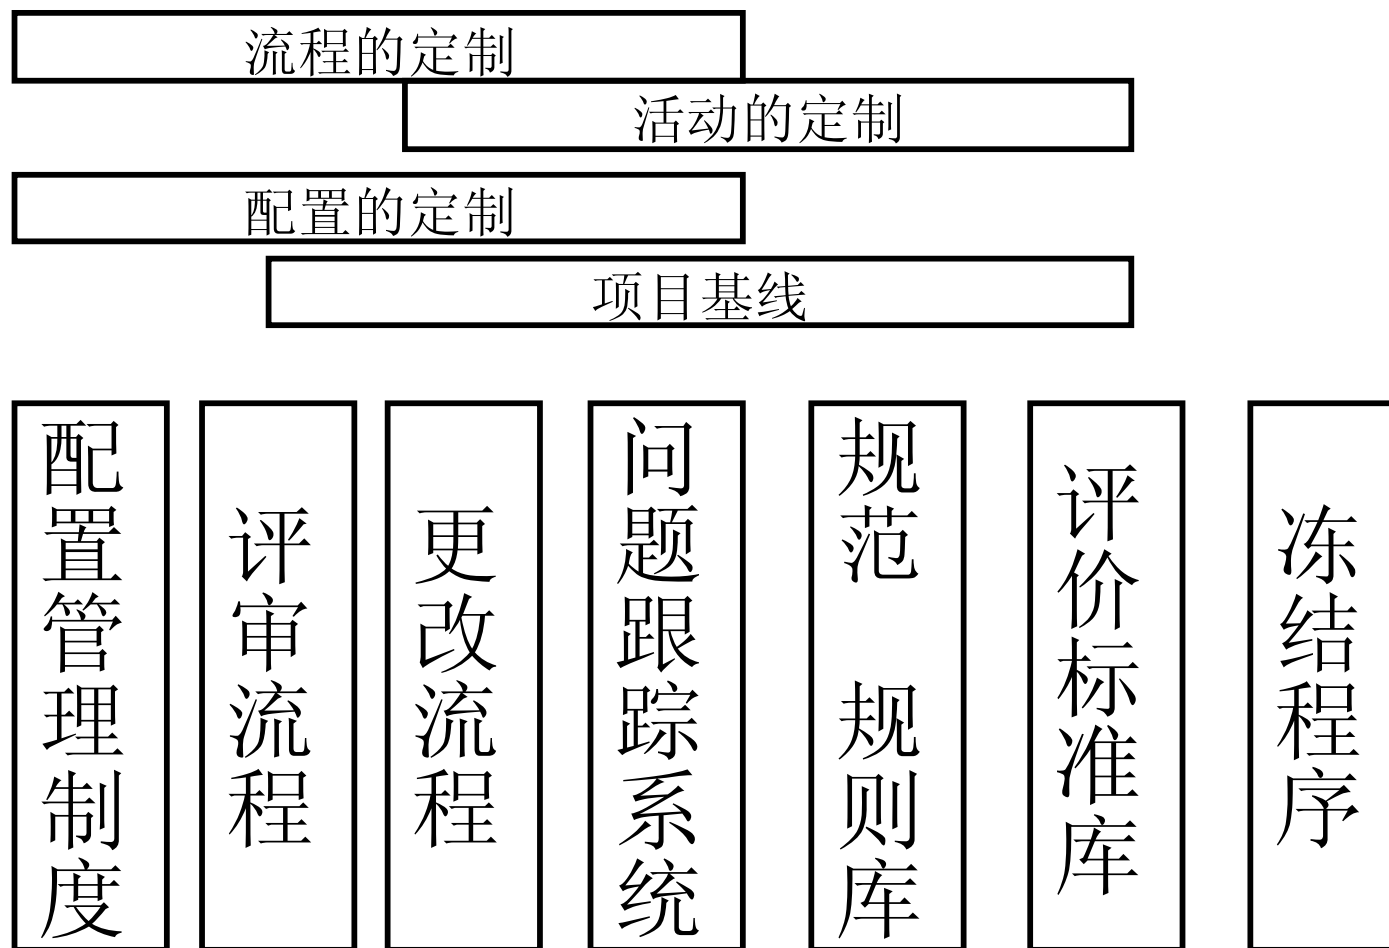 流程的定制
活动的定制
配置的定制
项目基线
配置管理制度
评审流程
更改流程
问题跟踪系统
规范 规则库
评价标准库
冻结程序